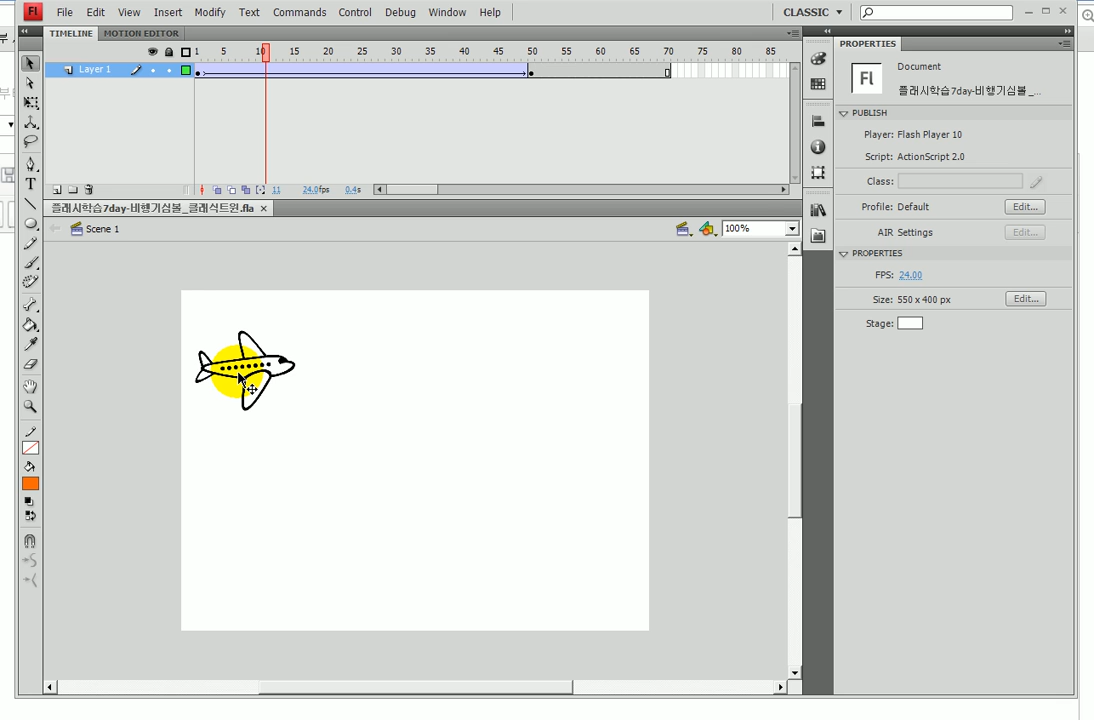 Fl File Edit View Insert Modify Text Commands Control Debug Window Help CLASSIC
TIMELINE MOTION EDITOR
1 5 10 15 20 25 30 35 40 45 50 55 60 65 70 75 80 85
Layer 1
11 24.0fps 0.4s
플래시학습7day-비행기심볼_클래식트윈.fla
Scene 1 100%
PROPERTIES
Fl
Document
플래시학습7day-비행기심볼_...
PUBLISH
Player: Flash Player 10
Script: ActionScript 2.0
Class:
Profile: Default Edit...
AIR Settings Edit...
PROPERTIES
FPS: 24.00
Size: 550 x 400 px Edit...
Stage:
T